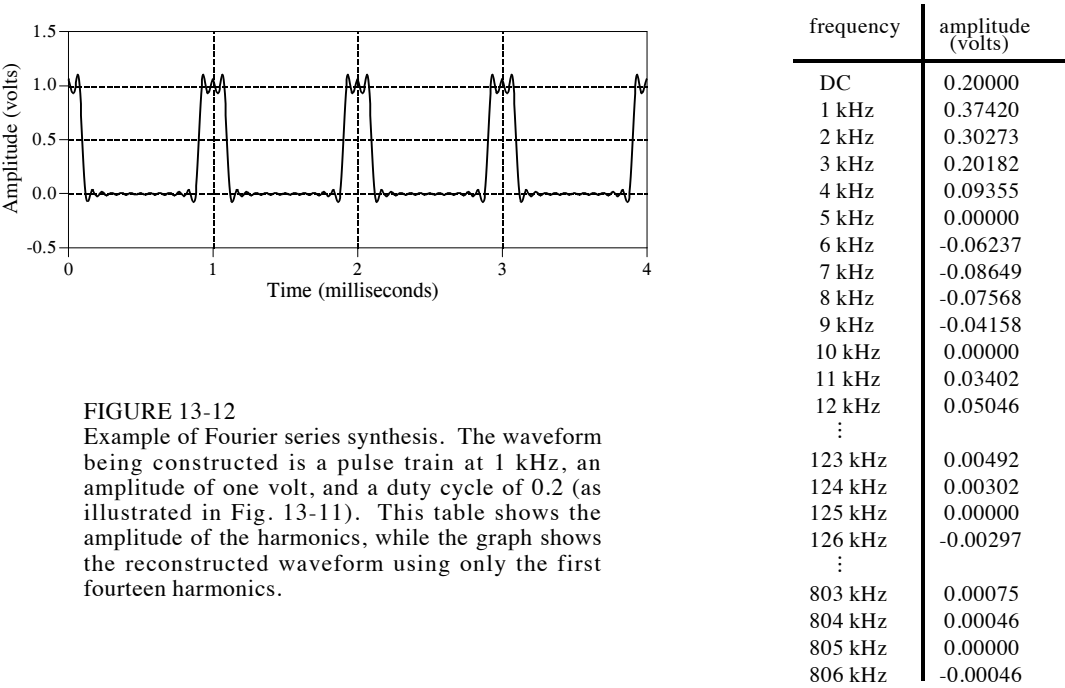 1.5
1.0
0.5
0.0
-0.5
Amplitude (volts)
0 1 2 3 4
Time (milliseconds)
FIGURE 13-12
Example of Fourier series synthesis. The waveform
being constructed is a pulse train at 1 kHz, an
amplitude of one volt, and a duty cycle of 0.2 (as
illustrated in Fig. 13-11). This table shows the
amplitude of the harmonics, while the graph shows
the reconstructed waveform using only the first
fourteen harmonics.
frequency amplitude
(volts)
DC 0.20000
1 kHz 0.37420
2 kHz 0.30273
3 kHz 0.20182
4 kHz 0.09355
5 kHz 0.00000
6 kHz -0.06237
7 kHz -0.08649
8 kHz -0.07568
9 kHz -0.04158
10 kHz 0.00000
11 kHz 0.03402
12 kHz 0.05046
⋮
123 kHz 0.00492
124 kHz 0.00302
125 kHz 0.00000
126 kHz -0.00297
⋮
803 kHz 0.00075
804 kHz 0.00046
805 kHz 0.00000
806 kHz -0.00046